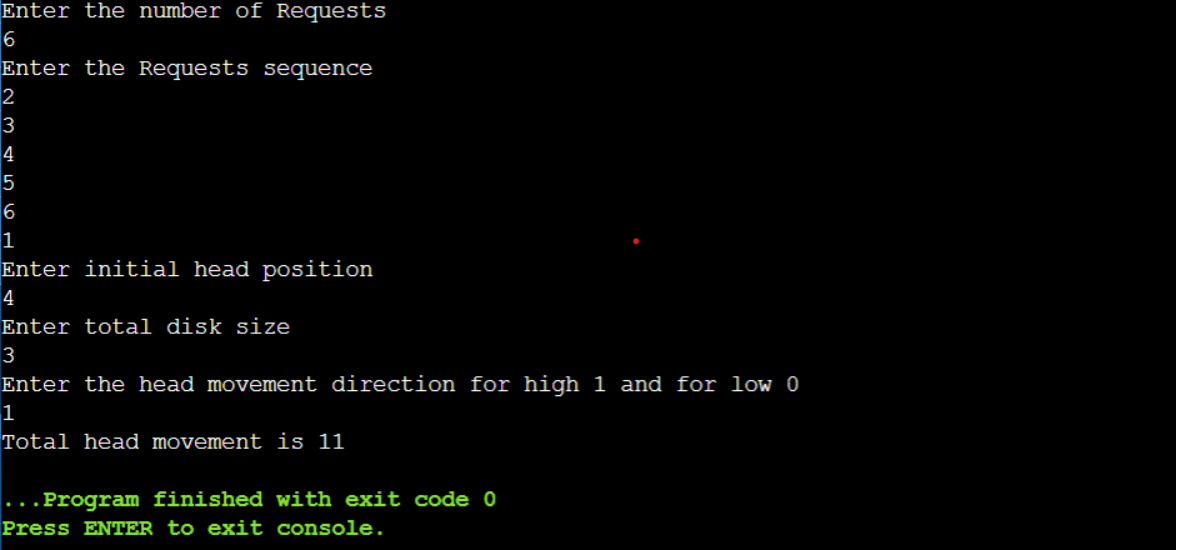 Enter the number of Requests
6
Enter the Requests sequence
2
3
4
5
6
1
Enter initial head position
4
Enter total disk size
3
Enter the head movement direction for high 1 and for low 0
1
Total head movement is 11
...Program finished with exit code 0
Press ENTER to exit console.